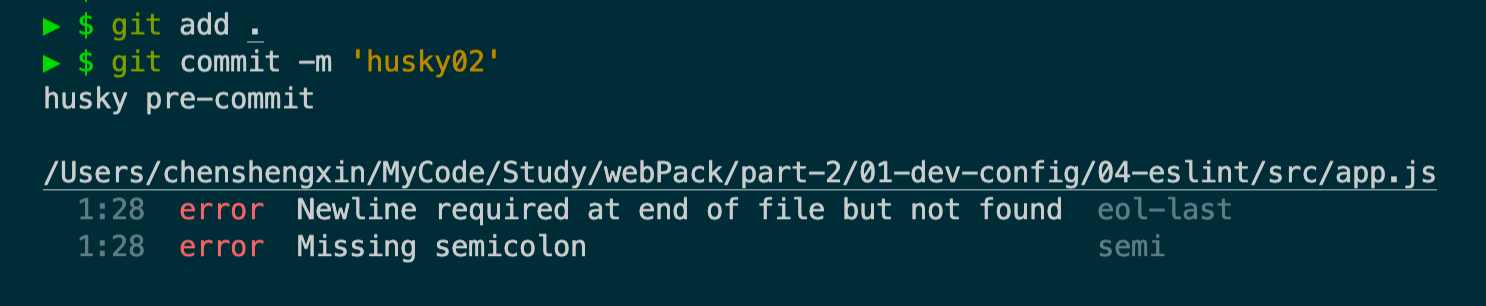 ▶ $ git add .
▶ $ git commit -m 'husky02'
husky pre-commit
/Users/chenshengxin/MyCode/Study/webPack/part-2/01-dev-config/04-eslint/src/app.js
1:28 error Newline required at end of file but not found eol-last
1:28 error Missing semicolon semi